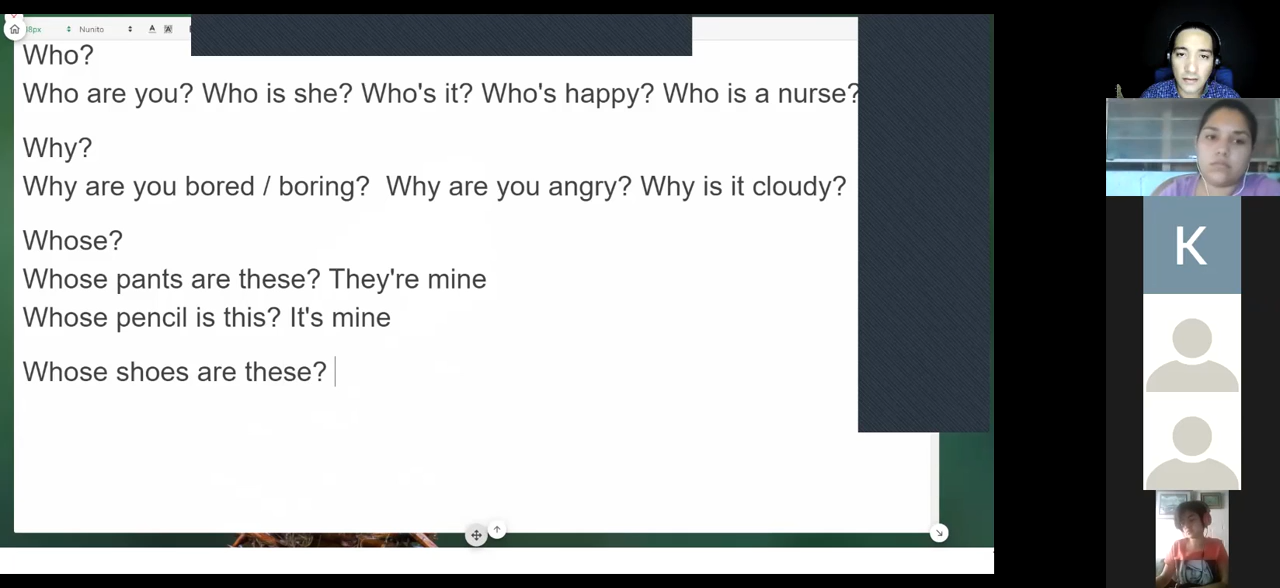 8px Nunito A A
Who?
Who are you? Who is she? Who's it? Who's happy? Who is a nurse?
Why?
Why are you bored / boring?  Why are you angry? Why is it cloudy?
Whose?
Whose pants are these? They're mine
Whose pencil is this? It's mine
Whose shoes are these?
K